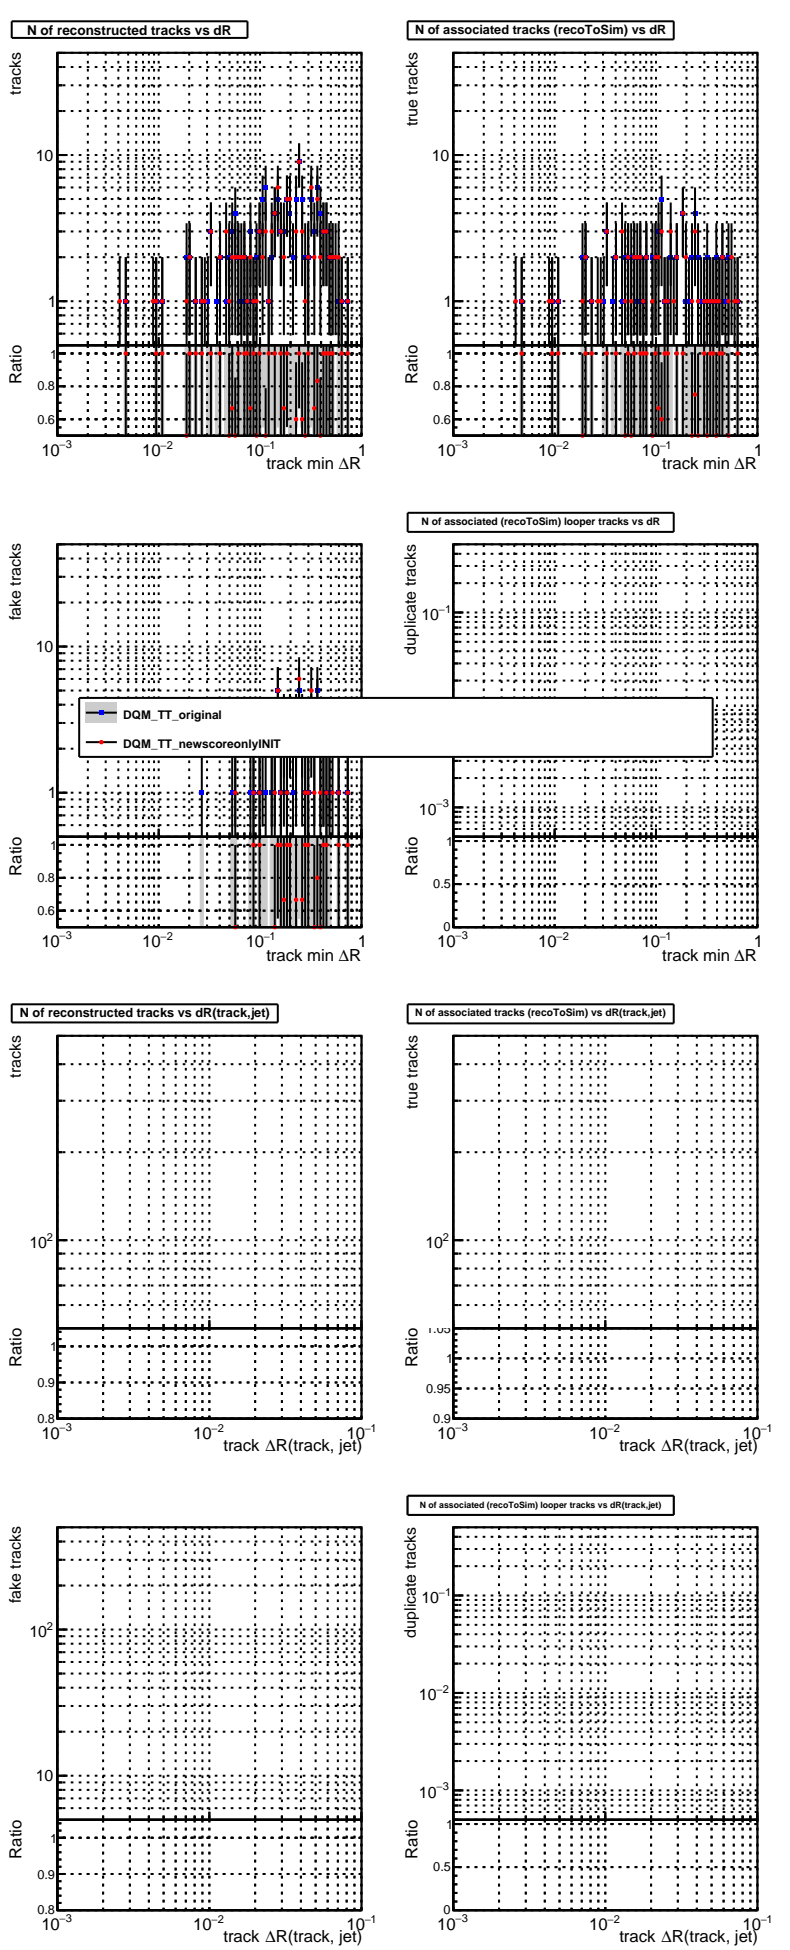 N of reconstructed tracks vs dR
N of associated tracks (recoToSim) vs dR
tracks
10
1
Ratio
1
0.8
0.6
10−3 10−2 10−1 1
track min ΔR
true tracks
10
1
Ratio
1
0.8
0.6
10−3 10−2 10−1 1
track min ΔR
N of associated (recoToSim) looper tracks vs dR
fake tracks
10
1
Ratio
1
0.8
0.6
10−3 10−2 10−1 1
track min ΔR
duplicate tracks
10−1
10−3
Ratio
1
0.5
0
10−3 10−2 10−1 1
track min ΔR
DQM_TT_original
DQM_TT_newscoreonlyINIT
N of reconstructed tracks vs dR(track,jet)
N of associated tracks (recoToSim) vs dR(track,jet)
tracks
102
Ratio
1
0.9
0.8
10−3 10−2 10−1
track ΔR(track, jet)
true tracks
102
Ratio
1.05
1
0.95
0.9
10−3 10−2 10−1
track ΔR(track, jet)
N of associated (recoToSim) looper tracks vs dR(track,jet)
fake tracks
102
10
Ratio
1
0.9
0.8
10−3 10−2 10−1
track ΔR(track, jet)
duplicate tracks
10−1
10−2
10−3
Ratio
1
0.5
0
10−3 10−2 10−1
track ΔR(track, jet)